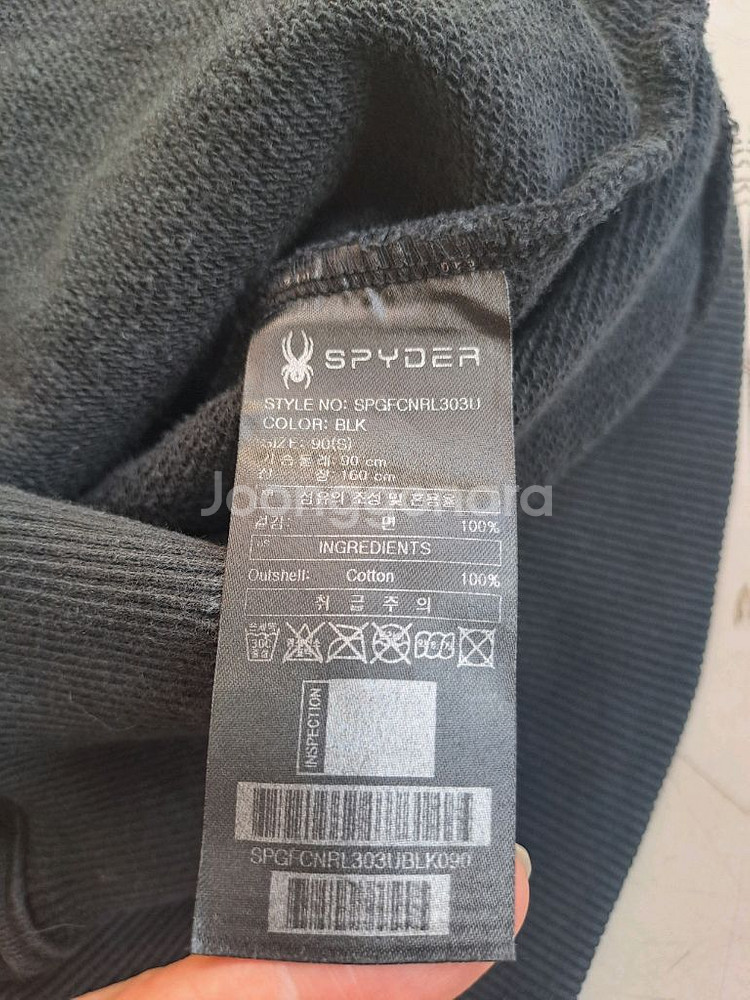 SPYDER
STYLE NO: SPGFCNRL303U
COLOR: BLK
SIZE: 90(S)
가슴둘레: 90 cm
신 장: 160 cm
Joonggonara
섬유의 조성 및 혼용율
겉감: 면 100%
INGREDIENTS
Outshell: Cotton 100%
취 급 주 의
INSPECTION
SPGFCNRL303UBLK090